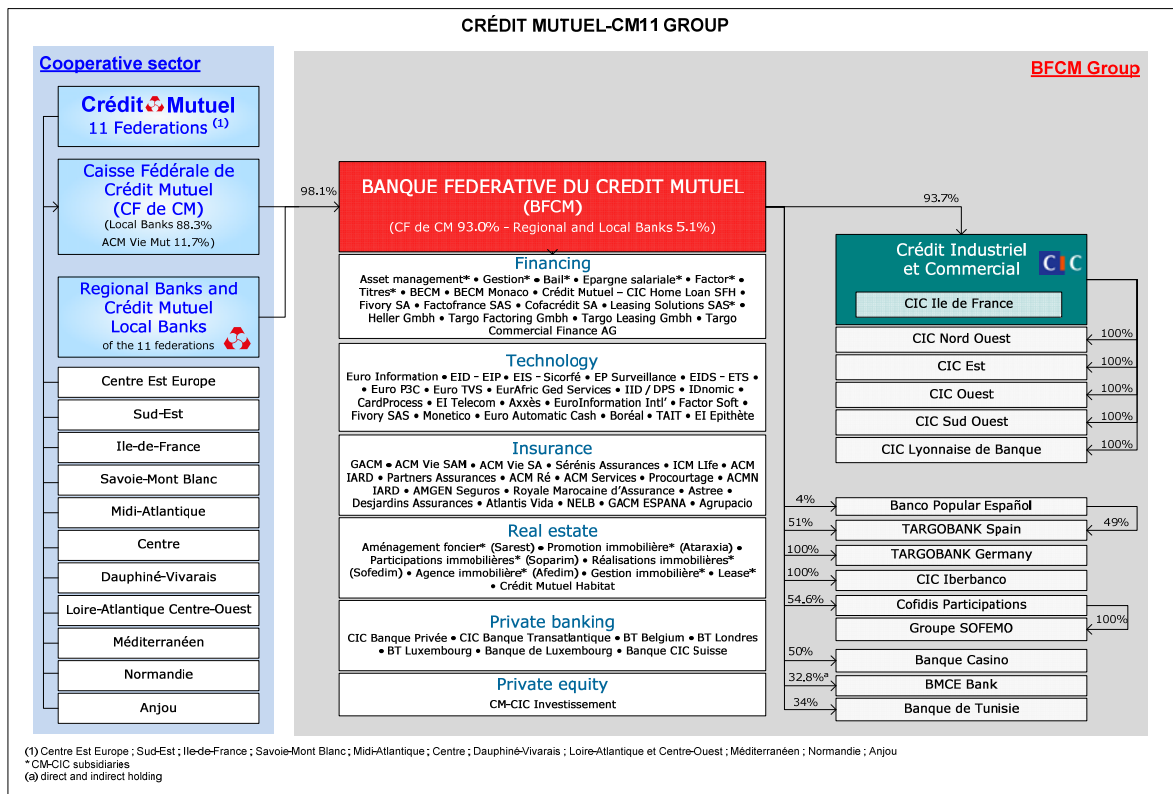 CRÉDIT MUTUEL-CM11 GROUP
Cooperative sector
BFCM Group
Crédit Mutuel
11 Federations (1)
Caisse Fédérale de
Crédit Mutuel
(CF de CM)
(Local Banks 88.3%
ACM Vie Mut 11.7%)
Regional Banks and
Crédit Mutuel
Local Banks
of the 11 federations
Centre Est Europe
Sud-Est
Ile-de-France
Savoie-Mont Blanc
Midi-Atlantique
Centre
Dauphiné-Vivarais
Loire-Atlantique Centre-Ouest
Méditerranéen
Normandie
Anjou
98.1%
BANQUE FEDERATIVE DU CREDIT MUTUEL
(BFCM)
(CF de CM 93.0% - Regional and Local Banks 5.1%)
Financing
Asset management* • Gestion* • Bail* • Epargne salariale* • Factor* •
Titres* • BECM • BECM Monaco • Crédit Mutuel – CIC Home Loan SFH •
Fivory SA • Factofrance SAS • Cofacrédit SA • Leasing Solutions SAS* •
Heller Gmbh • Targo Factoring Gmbh • Targo Leasing Gmbh • Targo
Commercial Finance AG
Technology
Euro Information • EID – EIP • EIS – Sicorfé • EP Surveillance • EIDS – ETS •
• Euro P3C • Euro TVS • EurAfric Ged Services • IID / DPS • IDnomic •
CardProcess • EI Telecom • Axxès • EuroInformation Intl’ • Factor Soft •
Fivory SAS • Monetico • Euro Automatic Cash • Boréal • TAIT • EI Epithète
Insurance
GACM • ACM Vie SAM • ACM Vie SA • Sérénis Assurances • ICM LIfe • ACM
IARD • Partners Assurances • ACM Ré • ACM Services • Procourtage • ACMN
IARD • AMGEN Seguros • Royale Marocaine d’Assurance • Astree •
Desjardins Assurances • Atlantis Vida • NELB • GACM ESPANA • Agrupacio
Real estate
Aménagement foncier* (Sarest) • Promotion immobilière* (Ataraxia) •
Participations immobilières* (Soparim) • Réalisations immobilières*
(Sofedim) • Agence immobilière* (Afedim) • Gestion immobilière* • Lease*
• Crédit Mutuel Habitat
Private banking
CIC Banque Privée • CIC Banque Transatlantique • BT Belgium • BT Londres
• BT Luxembourg • Banque de Luxembourg • Banque CIC Suisse
Private equity
CM-CIC Investissement
93.7%
Crédit Industriel
et Commercial
CIC
CIC Ile de France
CIC Nord Ouest
100%
CIC Est
100%
CIC Ouest
100%
CIC Sud Ouest
100%
CIC Lyonnaise de Banque
100%
4%
Banco Popular Español
51%
TARGOBANK Spain
49%
100%
TARGOBANK Germany
100%
CIC Iberbanco
54.6%
Cofidis Participations
Groupe SOFEMO
100%
50%
Banque Casino
32.8%a
BMCE Bank
34%
Banque de Tunisie
(1) Centre Est Europe ; Sud-Est ; Ile-de-France ; Savoie-Mont Blanc ; Midi-Atlantique ; Centre ; Dauphiné-Vivarais ; Loire-Atlantique et Centre-Ouest ; Méditerranéen ; Normandie ; Anjou
* CM-CIC subsidiaries
(a) direct and indirect holding